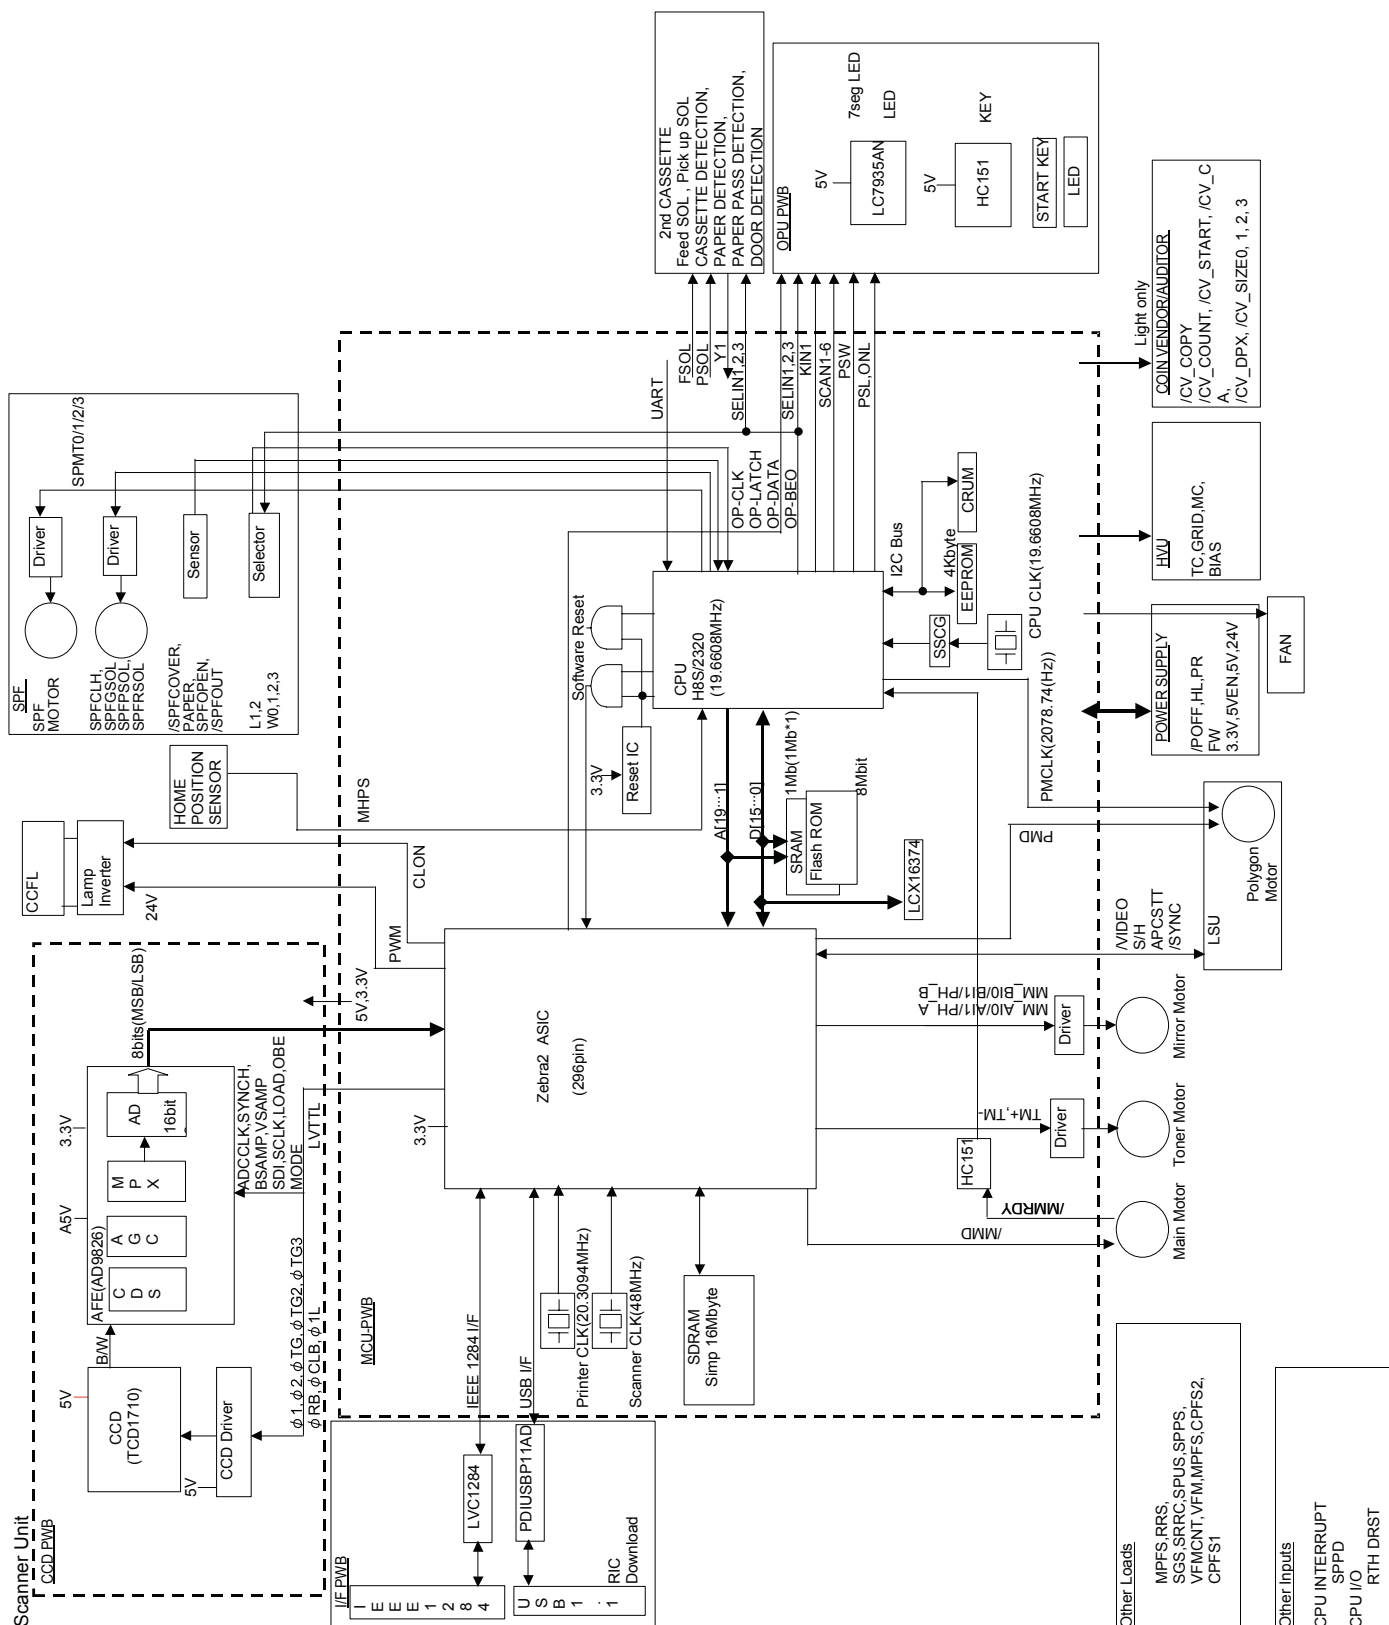 Scanner Unit
CCD PWB
5V
CCD
(TCD1710)
5V
CCD Driver
B/W
AFE(AD9826)
A5V
3.3V
C
D
S
A
G
C
M
P
X
AD
16bit
8bits(MSB/LSB)
ADCCLK,SYNCH,
BSAMP,VSAMP
SDI,SCLK,LOAD,OBE
MODE
LVTTL
φ1,φ2,φTG,φTG2,φTG3
φRB,φCLB,φ1L
5V,3.3V
CCFL
Lamp
Inverter
24V
PWM
CLON
HOME
POSITION
SENSOR
MHPS
SPF
SPF
MOTOR
SPFCLH,
SPFGSOL,
SPFPSOL,
SPFRSOL
/SPFCOVER,
PAPER,
SPFOPEN,
/SPFOUT
L1,2
W0,1,2,3
Driver
Driver
Sensor
Selector
SPMT0/1/2/3
I/F PWB
I
E
E
E
1
2
8
4
U
S
B
1
.
1
LVC1284
PDIUSBP11AD
RIC
Download
IEEE 1284 I/F
USB I/F
MCU-PWB
Printer CLK(20.3094MHz)
Scanner CLK(48MHz)
SDRAM
Simp 16Mbyte
3.3V
Zebra2 ASIC
(296pin)
3.3V
Reset IC
Software Reset
CPU
H8S/2320
(19.6608MHz)
A[19···1]
D[15···0]
SRAM
1Mb(1Mb*1)
Flash ROM
8Mbit
LCX16374
UART
OP-CLK
OP-LATCH
OP-DATA
OP-BEO
FSOL
PSOL
Y1
SELIN1,2,3
SELIN1,2,3
KIN1
SCAN1-6
PSW
PSL,ONL
I2C Bus
4Kbyte
EEPROM
CRUM
SSCG
CPU CLK(19.6608MHz)
PMCLK(2078.74(Hz))
PMD
/VIDEO
S/H
APCSTT
/SYNC
MM_AI0/AI1/PH_A
MM_BI0/BI1/PH_B
TM+,TM-
HC151
/MMRDY
/MMD
Driver
Driver
Main Motor
Toner Motor
Mirror Motor
LSU
Polygon
Motor
2nd CASSETTE
Feed SOL , Pick up SOL
CASSETTE DETECTION,
PAPER DETECTION,
PAPER PASS DETECTION,
DOOR DETECTION
OPU PWB
5V
LC7935AN
7seg LED
LED
5V
HC151
KEY
START KEY
LED
Light only
COIN VENDOR/AUDITOR
/CV_COPY
/CV_COUNT, /CV_START, /CV_C
A,
/CV_DPX, /CV_SIZE0, 1, 2, 3
HVU
TC,GRID,MC,
BIAS
POWER SUPPLY
/POFF,HL,PR
FW
3.3V,5VEN,5V,24V
FAN
Other Loads
MPFS,RRS,
SGS,SRRC,SPUS,SPPS,
VFMCNT,VFM,MPFS,CPFS2,
CPFS1
Other Inputs
CPU INTERRUPT
SPPD
CPU I/O
RTH DRST